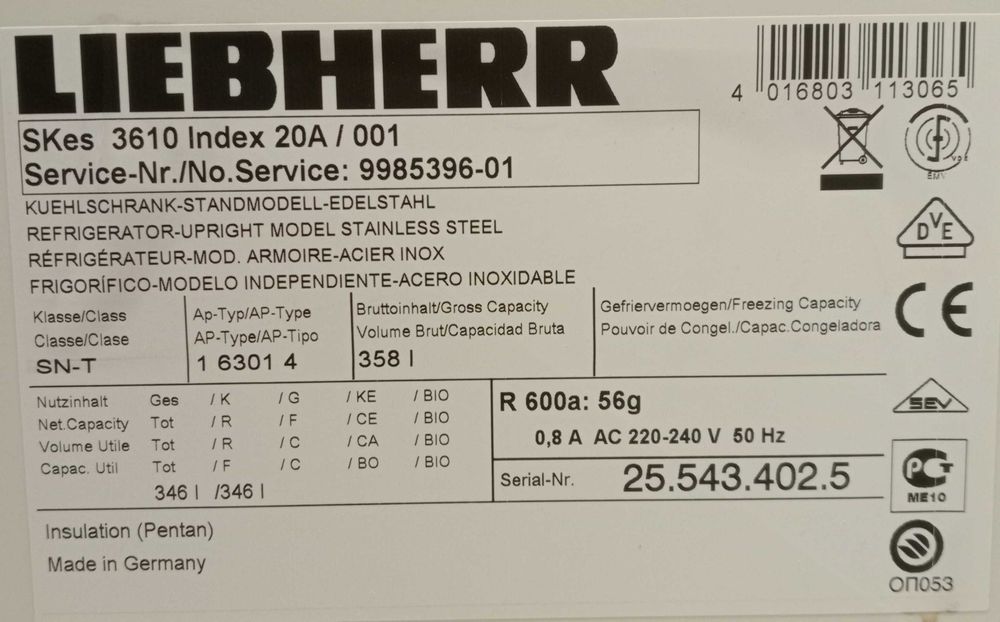 LIEBHERR
4 016803 113065
SKes 3610 Index 20A / 001
Service-Nr./No.Service: 9985396-01
KUEHLSCHRANK-STANDMODELL-EDELSTAHL
REFRIGERATOR-UPRIGHT MODEL STAINLESS STEEL
RÉFRIGÉRATEUR-MOD. ARMOIRE-ACIER INOX
FRIGORÍFICO-MODELO INDEPENDIENTE-ACERO INOXIDABLE
VDE
EMV
DVE
CE
Klasse/Class
Classe/Clase
SN-T
Ap-Typ/AP-Type
AP-Type/AP-Tipo
1 6301 4
Bruttoinhalt/Gross Capacity
Volume Brut/Capacidad Bruta
358 l
Gefriervermoegen/Freezing Capacity
Pouvoir de Congel./Capac.Congeladora
Nutzinhalt Ges / K / G / KE / BIO
Net.Capacity Tot / R / F / CE / BIO
Volume Utile Tot / R / C / CA / BIO
Capac. Util Tot / F / C / BO / BIO
346 l /346 l
R 600a: 56g
0,8 A AC 220-240 V 50 Hz
Serial-Nr. 25.543.402.5
SEV
РСТ
ME10
ОП053
Insulation (Pentan)
Made in Germany